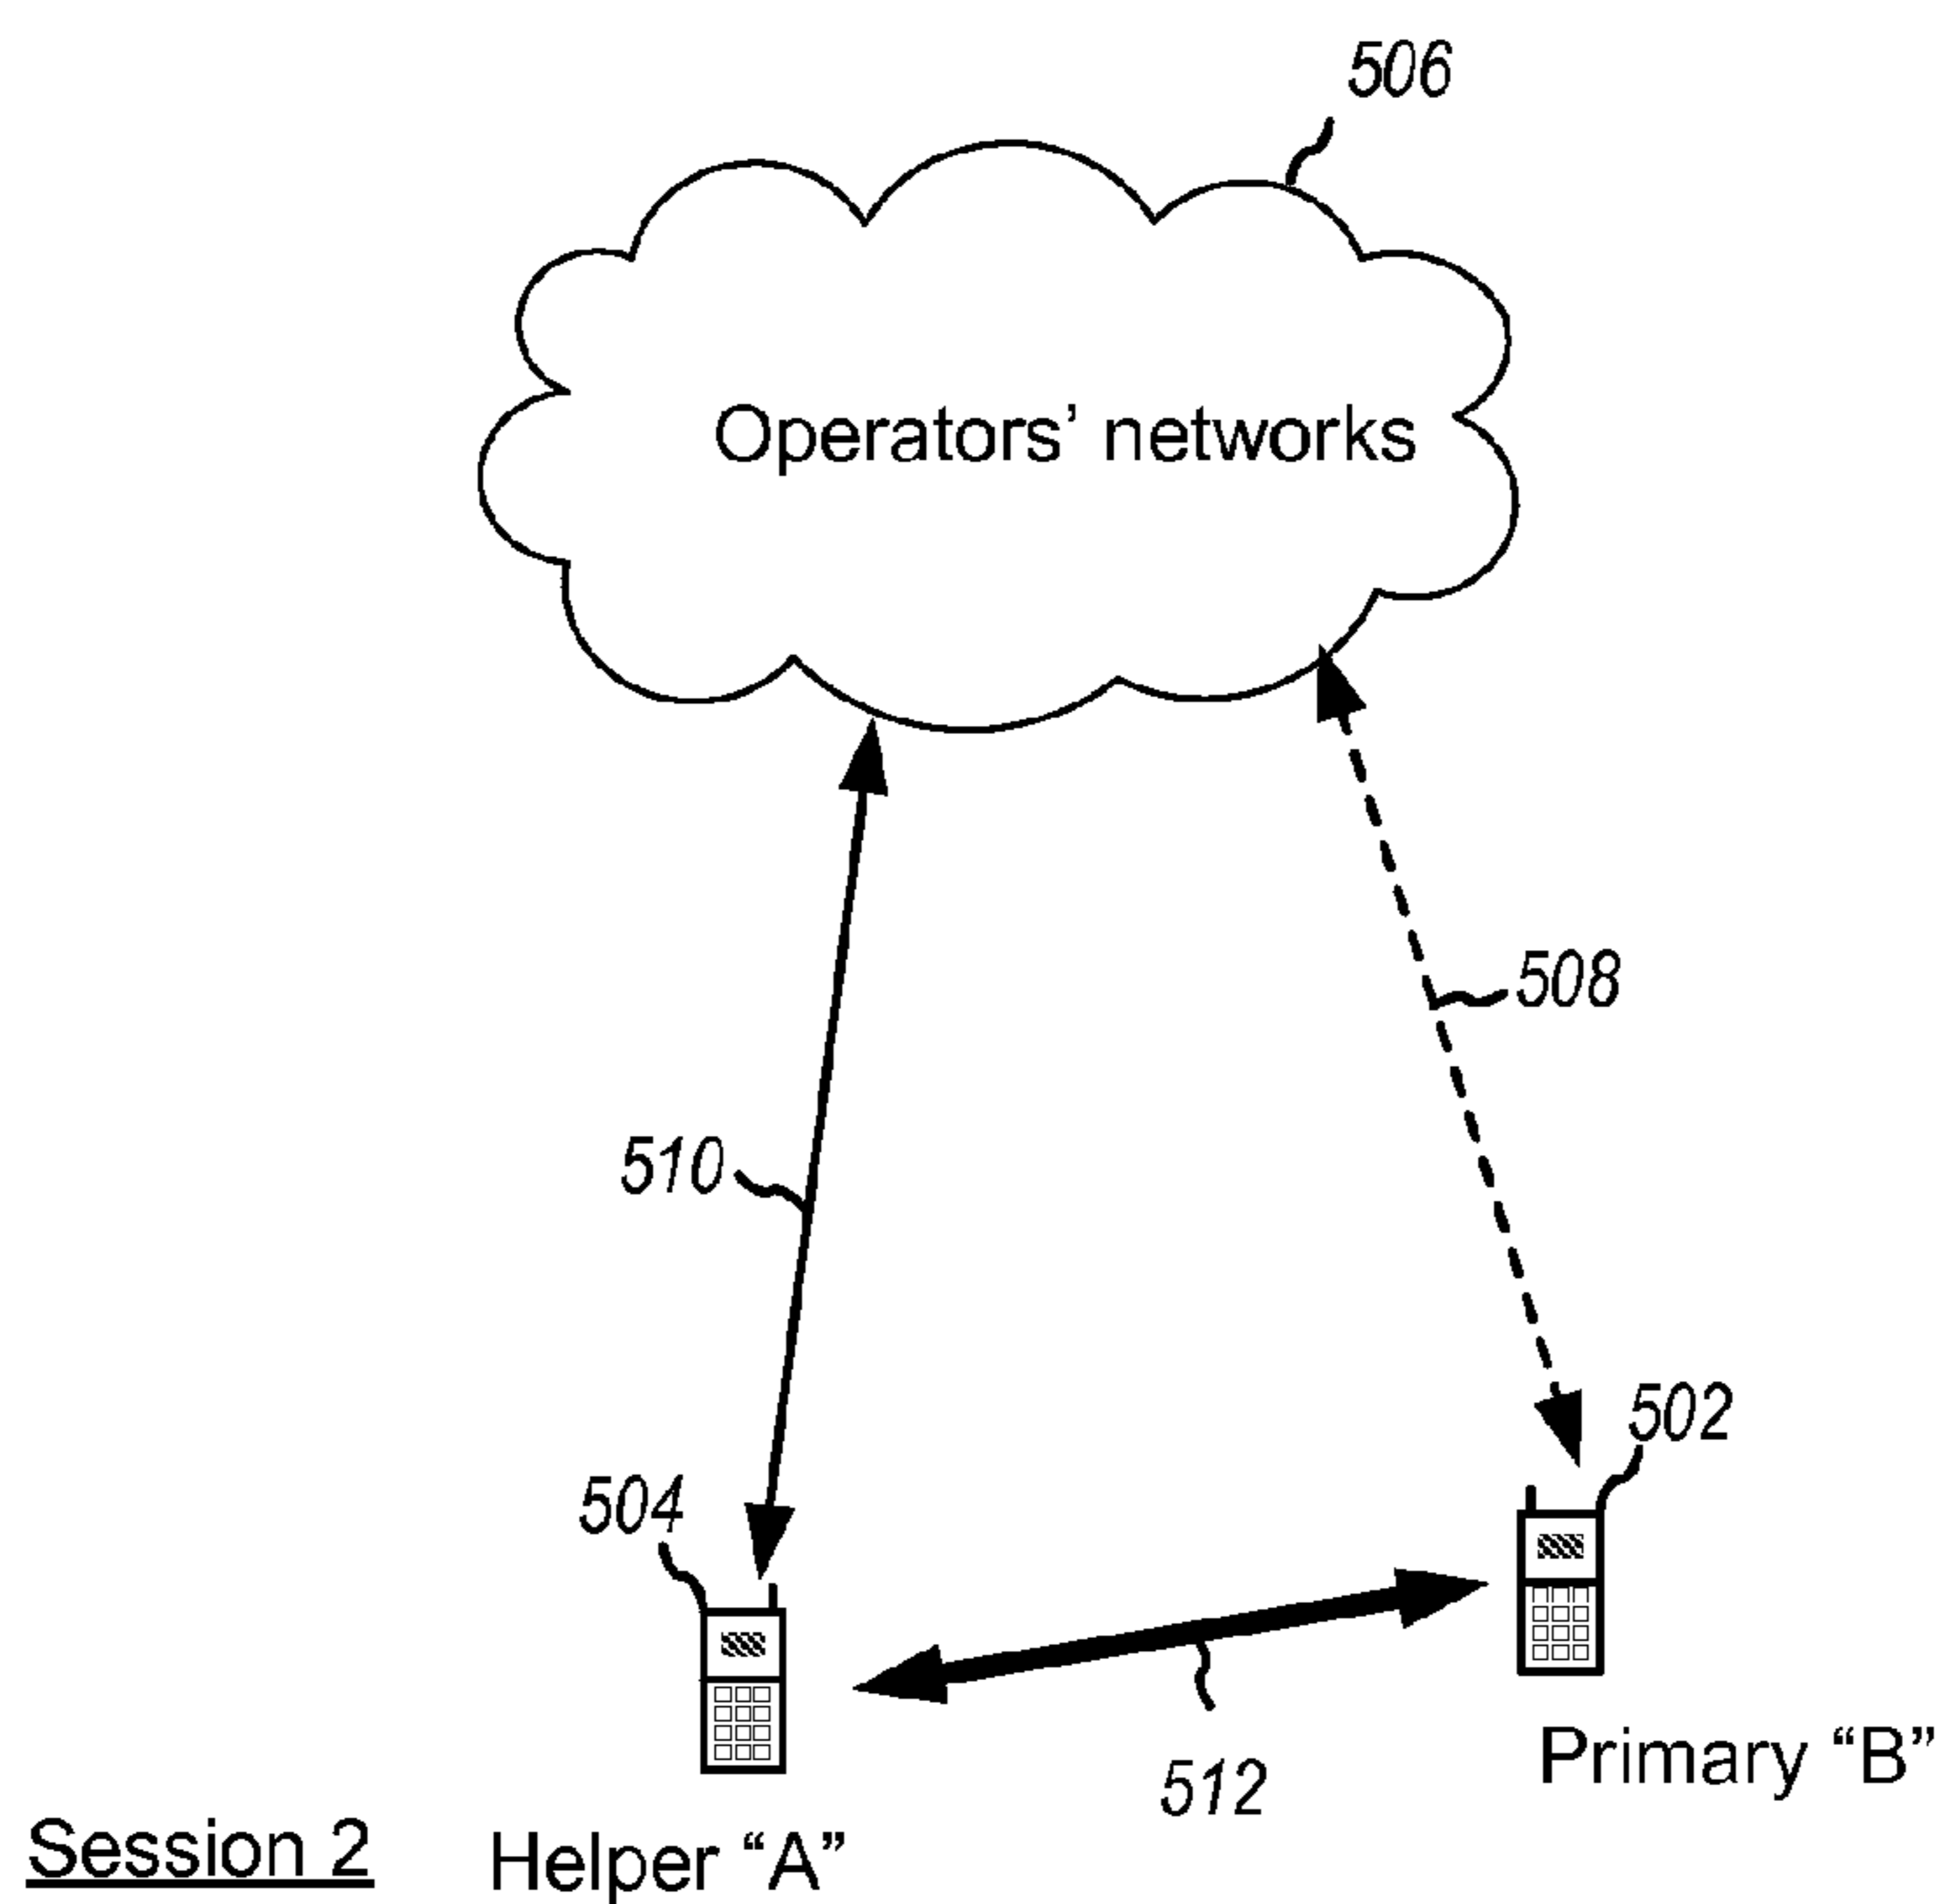 506
Operators’ networks
508
510
502
504
512
Primary “B”
Session 2
Helper “A”